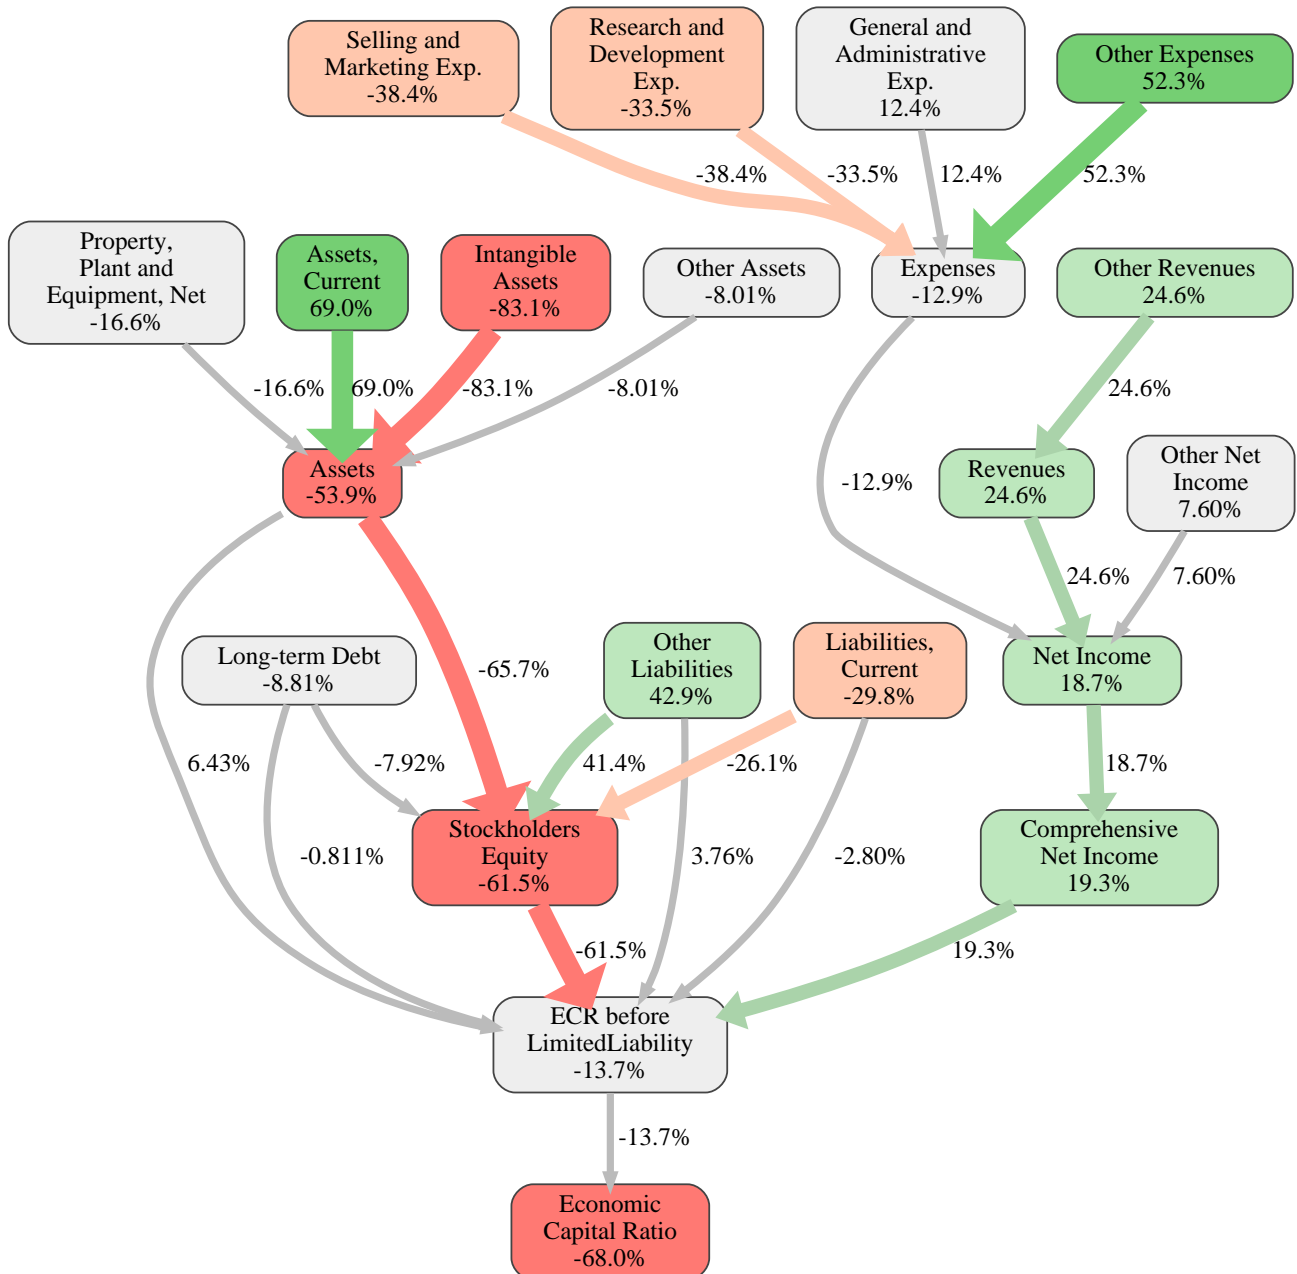 Selling and
Marketing Exp.
-38.4%
Research and
Development
Exp.
-33.5%
General and
Administrative
Exp.
12.4%
Other Expenses
52.3%
-38.4%
-33.5%
12.4%
52.3%
Property,
Plant and
Equipment, Net
-16.6%
Assets,
Current
69.0%
Intangible
Assets
-83.1%
Other Assets
-8.01%
Expenses
-12.9%
Other Revenues
24.6%
-16.6%
69.0%
-83.1%
-8.01%
24.6%
Assets
-53.9%
-12.9%
Revenues
24.6%
Other Net
Income
7.60%
24.6%
7.60%
Long-term Debt
-8.81%
-65.7%
Other
Liabilities
42.9%
Liabilities,
Current
-29.8%
Net Income
18.7%
6.43%
-7.92%
41.4%
-26.1%
18.7%
-0.811%
Stockholders
Equity
-61.5%
3.76%
-2.80%
Comprehensive
Net Income
19.3%
-61.5%
19.3%
ECR before
LimitedLiability
-13.7%
-13.7%
Economic
Capital Ratio
-68.0%